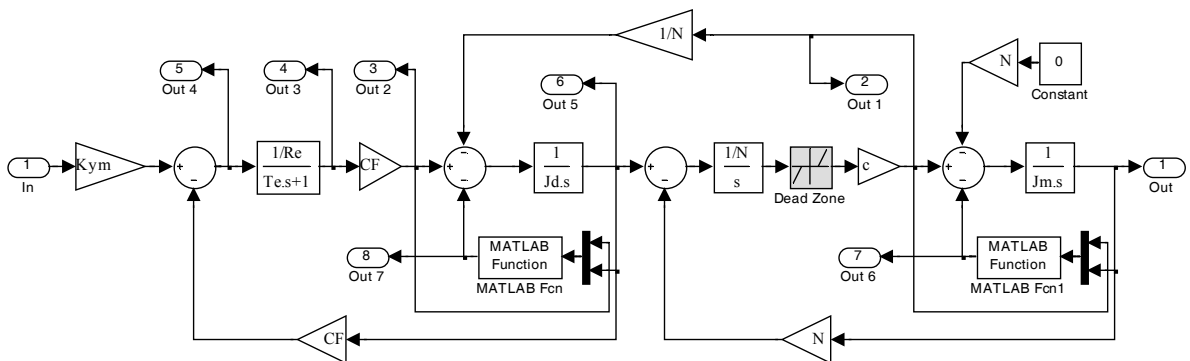 1/N
N
0
Constant
5
Out 4
4
Out 3
3
Out 2
6
Out 5
2
Out 1
1
In
Kym
+
−
1/Re
Te.s+1
CF
+
−
−
1
Jd.s
+
−
1/N
s
Dead Zone
c
+
−
−
1
Jm.s
1
Out
8
Out 7
MATLAB
Function
MATLAB Fcn
7
Out 6
MATLAB
Function
MATLAB Fcn1
CF
N